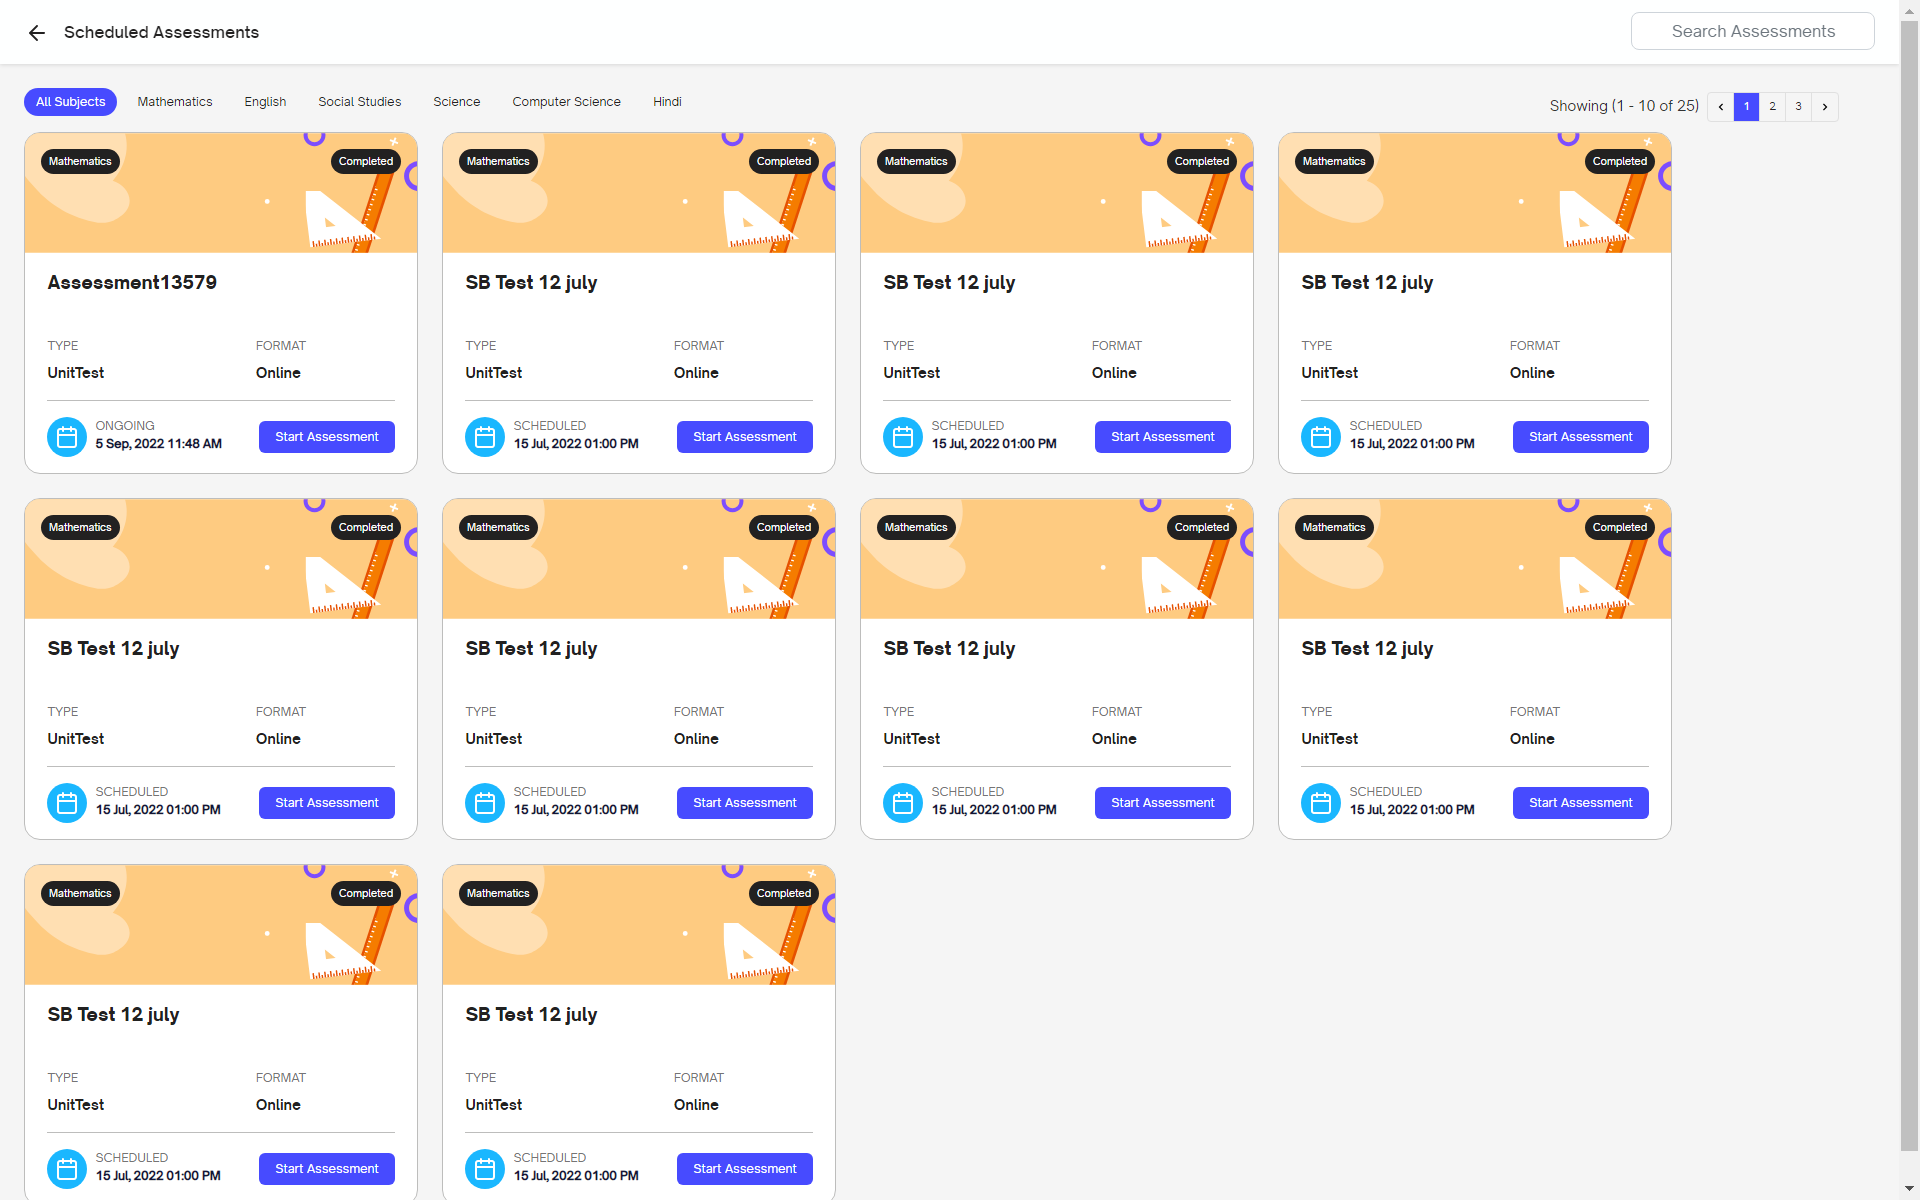 Scheduled Assessments
Search Assessments
All Subjects Mathematics English Social Studies Science Computer Science Hindi
Showing (1 - 10 of 25) ‹ 1 2 3 ›
Mathematics Completed Mathematics Completed Mathematics Completed Mathematics Completed
Assessment13579 SB Test 12 july SB Test 12 july SB Test 12 july
TYPE FORMAT TYPE FORMAT TYPE FORMAT TYPE FORMAT
UnitTest Online UnitTest Online UnitTest Online UnitTest Online
ONGOING SCHEDULED SCHEDULED SCHEDULED
5 Sep, 2022 11:48 AM Start Assessment 15 Jul, 2022 01:00 PM Start Assessment 15 Jul, 2022 01:00 PM Start Assessment 15 Jul, 2022 01:00 PM Start Assessment
Mathematics Completed Mathematics Completed Mathematics Completed Mathematics Completed
SB Test 12 july SB Test 12 july SB Test 12 july SB Test 12 july
TYPE FORMAT TYPE FORMAT TYPE FORMAT TYPE FORMAT
UnitTest Online UnitTest Online UnitTest Online UnitTest Online
SCHEDULED SCHEDULED SCHEDULED SCHEDULED
15 Jul, 2022 01:00 PM Start Assessment 15 Jul, 2022 01:00 PM Start Assessment 15 Jul, 2022 01:00 PM Start Assessment 15 Jul, 2022 01:00 PM Start Assessment
Mathematics Completed Mathematics Completed
SB Test 12 july SB Test 12 july
TYPE FORMAT TYPE FORMAT
UnitTest Online UnitTest Online
SCHEDULED SCHEDULED
15 Jul, 2022 01:00 PM Start Assessment 15 Jul, 2022 01:00 PM Start Assessment